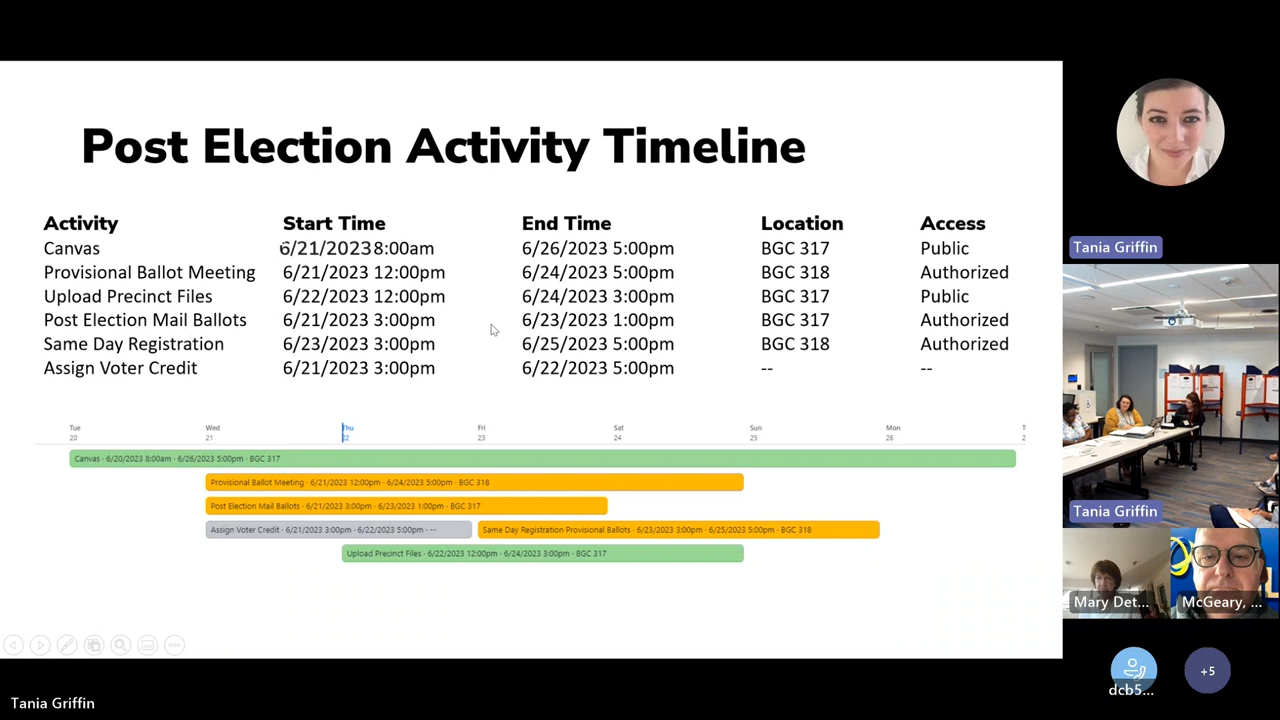 Post Election Activity Timeline
Activity Start Time End Time Location Access
Canvas 6/21/2023 8:00am 6/26/2023 5:00pm BGC 317 Public
Provisional Ballot Meeting 6/21/2023 12:00pm 6/24/2023 5:00pm BGC 318 Authorized
Upload Precinct Files 6/22/2023 12:00pm 6/24/2023 3:00pm BGC 317 Public
Post Election Mail Ballots 6/21/2023 3:00pm 6/23/2023 1:00pm BGC 317 Authorized
Same Day Registration 6/23/2023 3:00pm 6/25/2023 5:00pm BGC 318 Authorized
Assign Voter Credit 6/21/2023 3:00pm 6/22/2023 5:00pm -- --
Tue Wed Thu Fri Sat Sun Mon T
20 21 22 23 24 25 26 2
Canvas - 6/20/2023 8:00am - 6/26/2023 5:00pm - BGC 317
Provisional Ballot Meeting - 6/21/2023 12:00pm - 6/24/2023 5:00pm - BGC 318
Post Election Mail Ballots - 6/21/2023 3:00pm - 6/23/2023 1:00pm - BGC 317
Assign Voter Credit - 6/21/2023 3:00pm - 6/22/2023 5:00pm - -- Same Day Registration Provisional Ballots - 6/23/2023 3:00pm - 6/25/2023 5:00pm - BGC 318
Upload Precinct Files - 6/22/2023 12:00pm - 6/24/2023 3:00pm - BGC 317
Tania Griffin
Tania Griffin
Mary Det... McGeary, ...
dcb5... +5
Tania Griffin